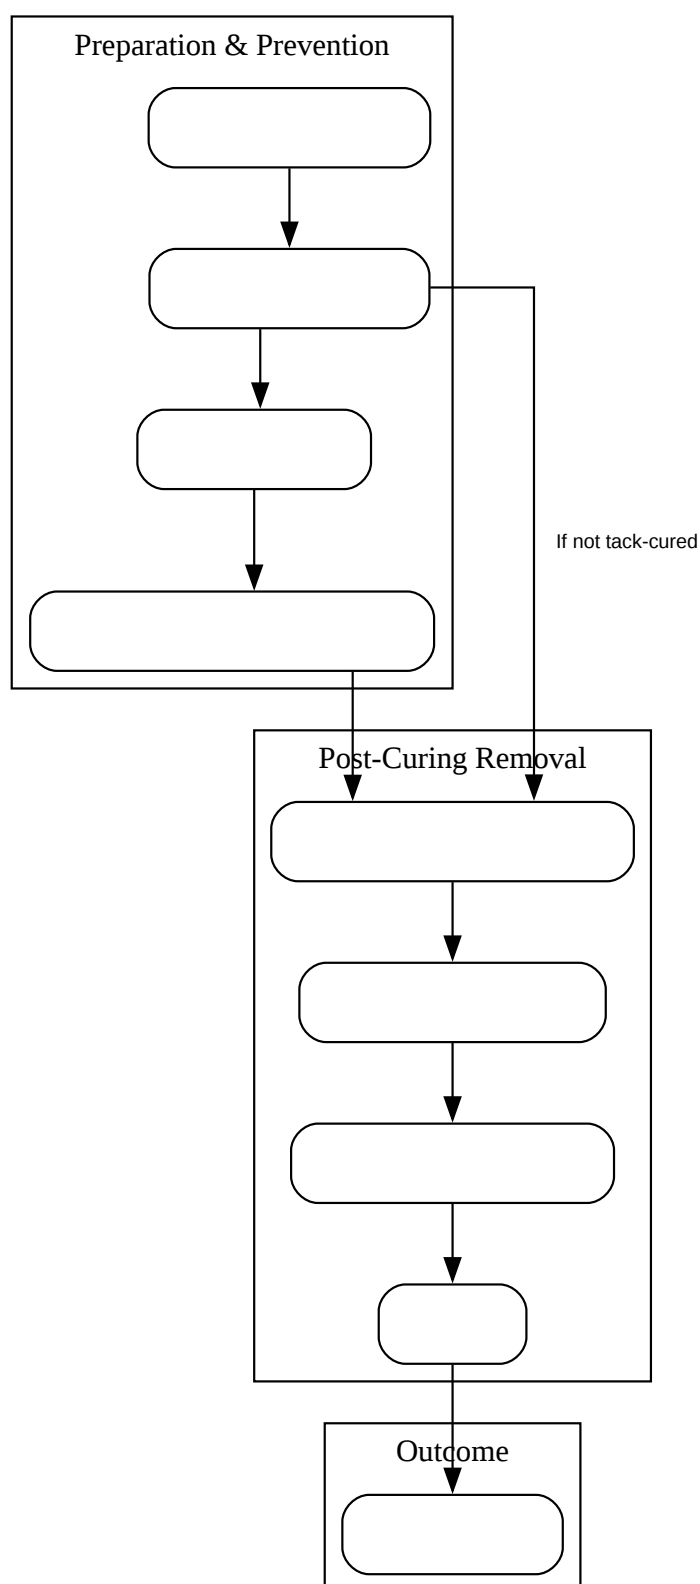 Preparation & Prevention
If not tack-cured
Post-Curing Removal
Outcome